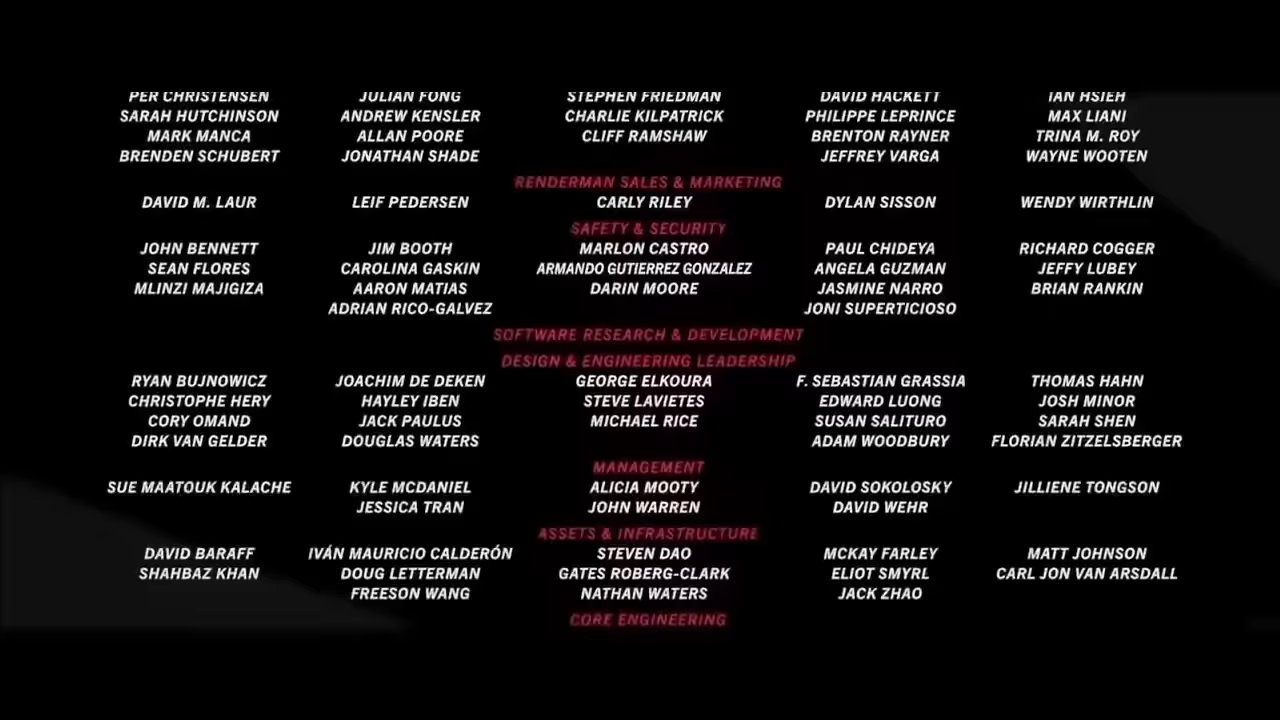 PER CHRISTENSEN JULIAN FONG STEPHEN FRIEDMAN DAVID HACKETT IAN HSIEH
SARAH HUTCHINSON ANDREW KENSLER CHARLIE KILPATRICK PHILIPPE LEPRINCE MAX LIANI
MARK MANCA ALLAN POORE CLIFF RAMSHAW BRENTON RAYNER TRINA M. ROY
BRENDEN SCHUBERT JONATHAN SHADE JEFFREY VARGA WAYNE WOOTEN
RENDERMAN SALES & MARKETING
DAVID M. LAUR LEIF PEDERSEN CARLY RILEY DYLAN SISSON WENDY WIRTHLIN
SAFETY & SECURITY
JOHN BENNETT JIM BOOTH MARLON CASTRO PAUL CHIDEYA RICHARD COGGER
SEAN FLORES CAROLINA GASKIN ARMANDO GUTIERREZ GONZALEZ ANGELA GUZMAN JEFFY LUBEY
MLINZI MAJIGIZA AARON MATIAS DARIN MOORE JASMINE NARRO BRIAN RANKIN
ADRIAN RICO-GALVEZ JONI SUPERTICIOSO
SOFTWARE RESEARCH & DEVELOPMENT
DESIGN & ENGINEERING LEADERSHIP
RYAN BUJNOWICZ JOACHIM DE DEKEN GEORGE ELKOURA F. SEBASTIAN GRASSIA THOMAS HAHN
CHRISTOPHE HERY HAYLEY IBEN STEVE LAVIETES EDWARD LUONG JOSH MINOR
CORY OMAND JACK PAULUS MICHAEL RICE SUSAN SALITURO SARAH SHEN
DIRK VAN GELDER DOUGLAS WATERS ADAM WOODBURY FLORIAN ZITZELSBERGER
MANAGEMENT
SUE MAATOUK KALACHE KYLE MCDANIEL ALICIA MOOTY DAVID SOKOLOSKY JILLIENE TONGSON
JESSICA TRAN JOHN WARREN DAVID WEHR
ASSETS & INFRASTRUCTURE
DAVID BARAFF IVÁN MAURICIO CALDERÓN STEVEN DAO MCKAY FARLEY MATT JOHNSON
SHAHBAZ KHAN DOUG LETTERMAN GATES ROBERG-CLARK ELIOT SMYRL CARL JON VAN ARSDALL
FREESON WANG NATHAN WATERS JACK ZHAO
CORE ENGINEERING